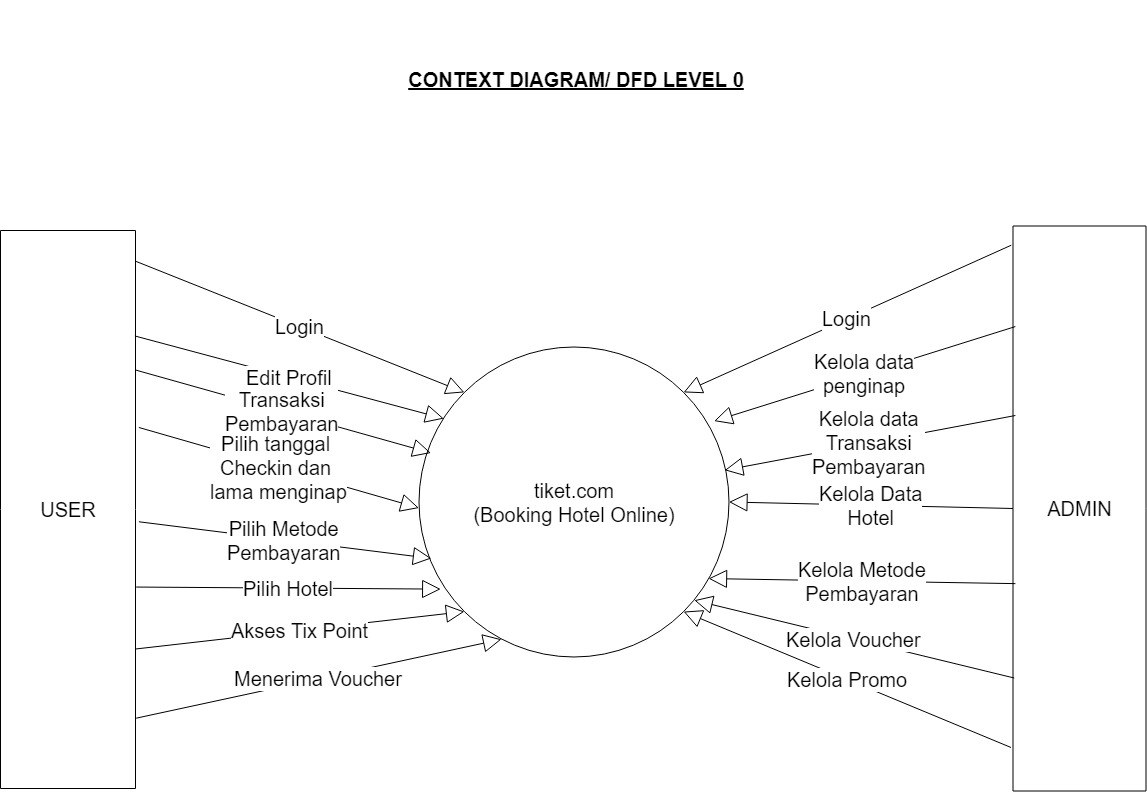 CONTEXT DIAGRAM/ DFD LEVEL 0
USER
Login
Edit Profil
Transaksi
Pembayaran
Pilih tanggal
Checkin dan
lama menginap
Pilih Metode
Pembayaran
Pilih Hotel
Akses Tix Point
Menerima Voucher
tiket.com
(Booking Hotel Online)
Login
Kelola data
penginap
Kelola data
Transaksi
Pembayaran
Kelola Data
Hotel
Kelola Metode
Pembayaran
Kelola Voucher
Kelola Promo
ADMIN